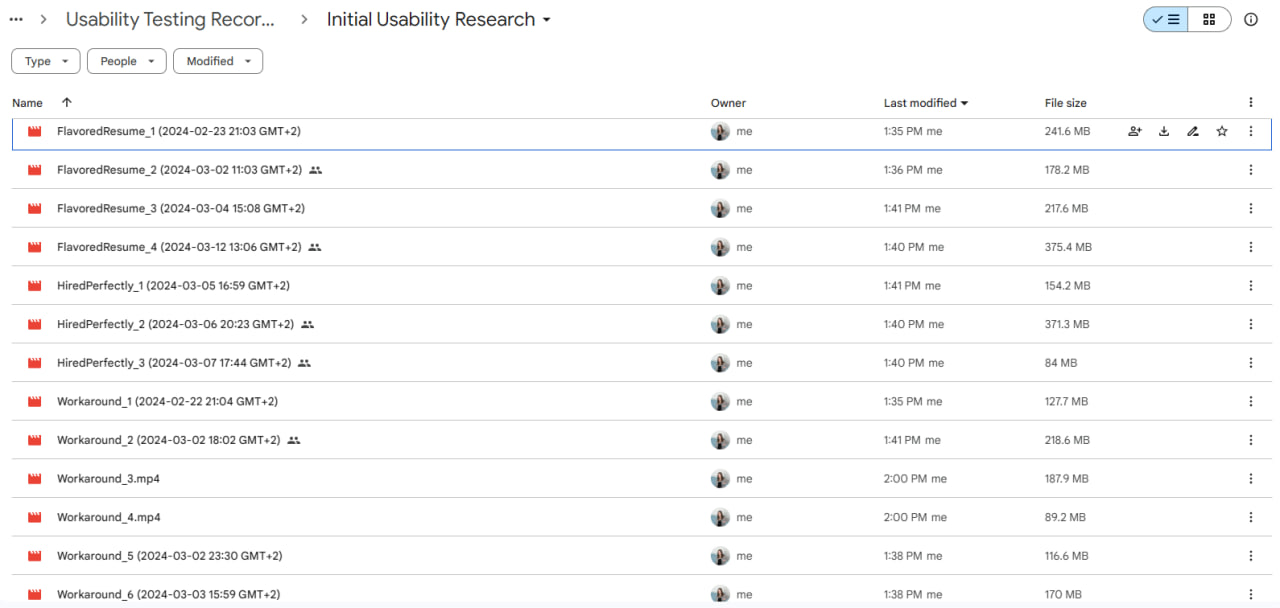 Usability Testing Recor... Initial Usability Research
Type People Modified
Name Owner Last modified File size
FlavoredResume_1 (2024-02-23 21:03 GMT+2) me 1:35 PM me 241.6 MB
FlavoredResume_2 (2024-03-02 11:03 GMT+2) me 1:36 PM me 178.2 MB
FlavoredResume_3 (2024-03-04 15:08 GMT+2) me 1:41 PM me 217.6 MB
FlavoredResume_4 (2024-03-12 13:06 GMT+2) me 1:40 PM me 375.4 MB
HiredPerfectly_1 (2024-03-05 16:59 GMT+2) me 1:41 PM me 154.2 MB
HiredPerfectly_2 (2024-03-06 20:23 GMT+2) me 1:40 PM me 371.3 MB
HiredPerfectly_3 (2024-03-07 17:44 GMT+2) me 1:40 PM me 84 MB
Workaround_1 (2024-02-22 21:04 GMT+2) me 1:35 PM me 127.7 MB
Workaround_2 (2024-03-02 18:02 GMT+2) me 1:41 PM me 218.6 MB
Workaround_3.mp4 me 2:00 PM me 187.9 MB
Workaround_4.mp4 me 2:00 PM me 89.2 MB
Workaround_5 (2024-03-02 23:30 GMT+2) me 1:38 PM me 116.6 MB
Workaround_6 (2024-03-03 15:59 GMT+2) me 1:38 PM me 170 MB